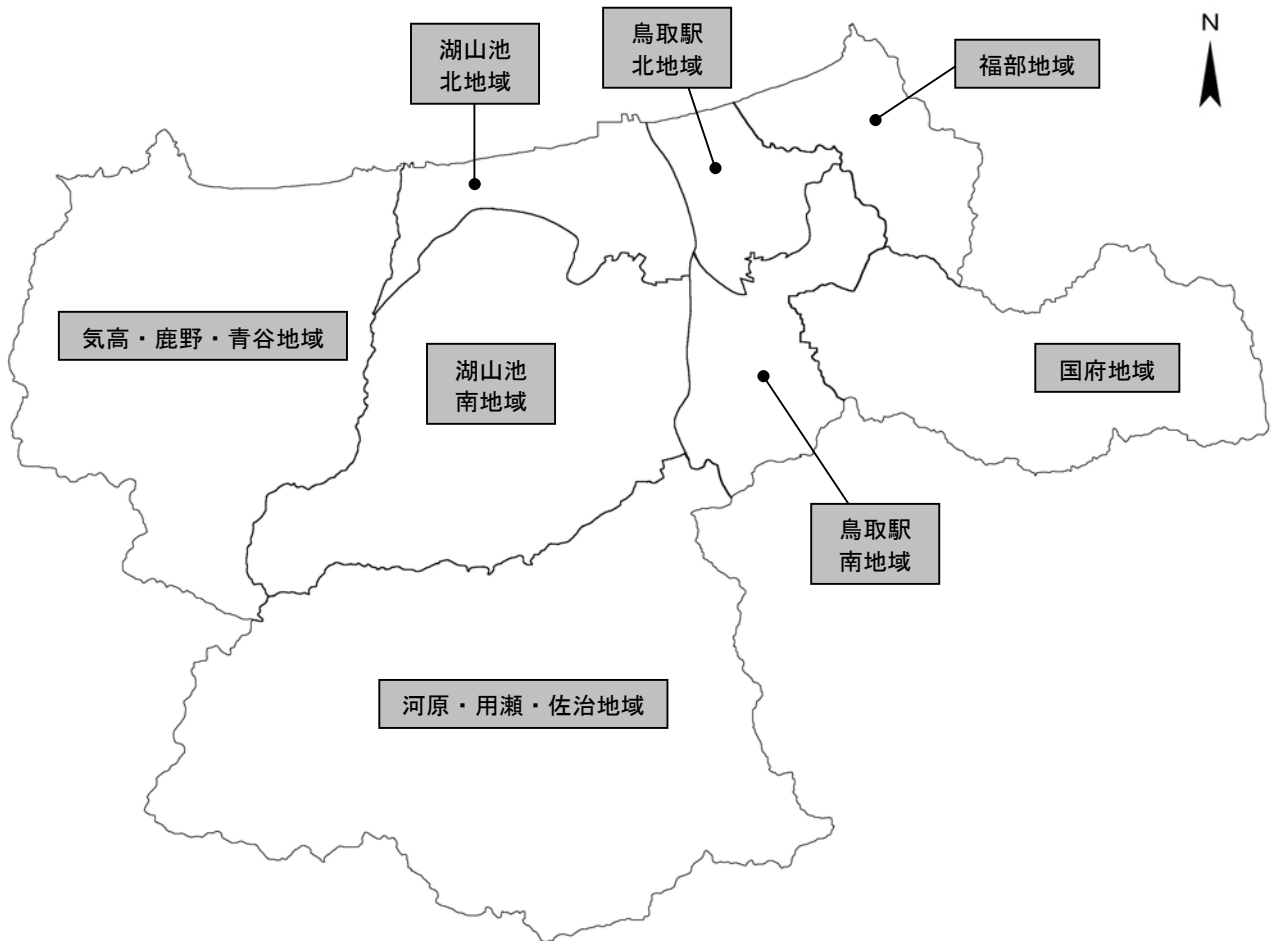 湖山池
北地域
鳥取駅
北地域
福部地域
N
気高・鹿野・青谷地域
湖山池
南地域
国府地域
鳥取駅
南地域
河原・用瀬・佐治地域